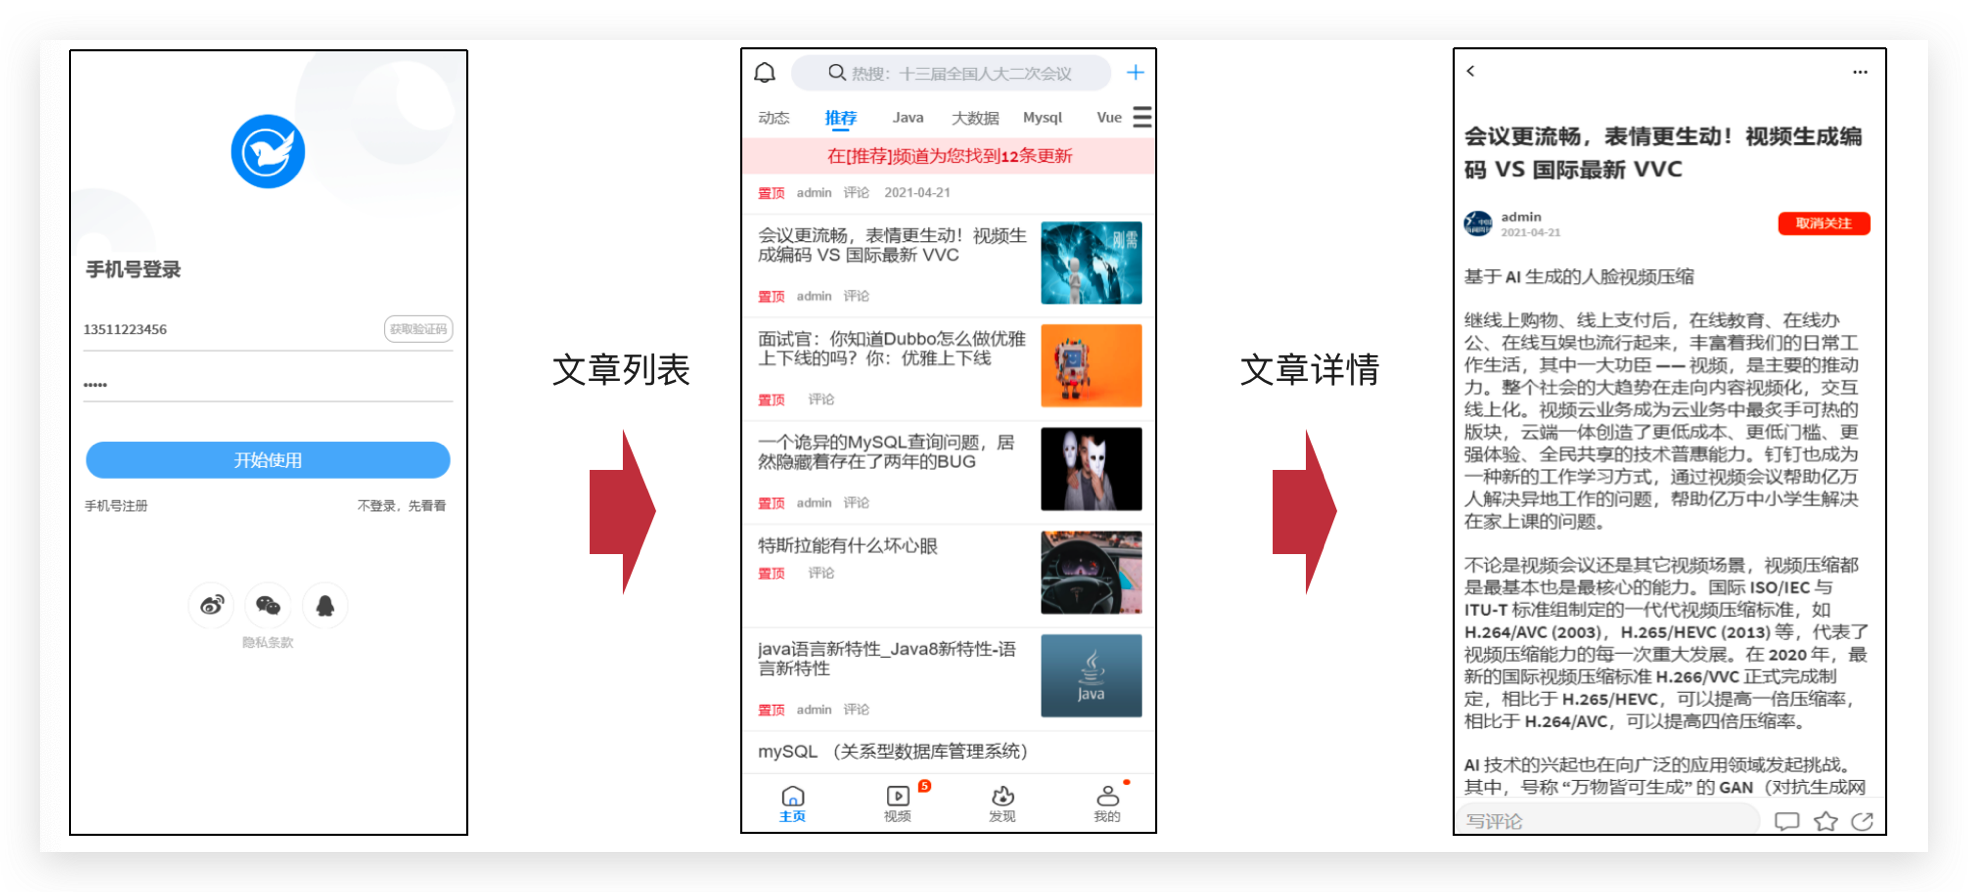 手机号登录
13511223456
获取验证码
•••••
开始使用
手机号注册
不登录，先看看
隐私条款
文章列表
热搜：十三届全国人大二次会议
动态 推荐 Java 大数据 Mysql Vue
在[推荐]频道为您找到12条更新
置顶 admin 评论 2021-04-21
会议更流畅，表情更生动！视频生
成编码 VS 国际最新 VVC
刚需
置顶 admin 评论
面试官：你知道Dubbo怎么做优雅
上下线的吗？你：优雅上下线
置顶 评论
一个诡异的MySQL查询问题，居
然隐藏着存在了两年的BUG
置顶 admin 评论
特斯拉能有什么坏心眼
置顶 评论
java语言新特性_Java8新特性-语
言新特性
Java
置顶 admin 评论
mySQL （关系型数据库管理系统）
5
主页 视频 发现 我的
文章详情
会议更流畅，表情更生动！视频生成编
码 VS 国际最新 VVC
admin
2021-04-21
取消关注
基于 AI 生成的人脸视频压缩
继线上购物、线上支付后，在线教育、在线办
公、在线互娱也流行起来，丰富着我们的日常工
作生活，其中一大功臣 —— 视频，是主要的推动
力。整个社会的大趋势在走向内容视频化，交互
线上化。视频云业务成为云业务中最炙手可热的
版块，云端一体创造了更低成本、更低门槛、更
强体验、全民共享的技术普惠能力。钉钉也成为
一种新的工作学习方式，通过视频会议帮助亿万
人解决异地工作的问题，帮助亿万中小学生解决
在家上课的问题。
不论是视频会议还是其它视频场景，视频压缩都
是最基本也是最核心的能力。国际 ISO/IEC 与
ITU-T 标准组制定的一代代视频压缩标准，如
H.264/AVC (2003)，H.265/HEVC (2013) 等，代表了
视频压缩能力的每一次重大发展。在 2020 年，最
新的国际视频压缩标准 H.266/VVC 正式完成制
定，相比于 H.265/HEVC，可以提高一倍压缩率，
相比于 H.264/AVC，可以提高四倍压缩率。
AI 技术的兴起也在向广泛的应用领域发起挑战。
其中，号称 “万物皆可生成” 的 GAN（对抗生成网
写评论